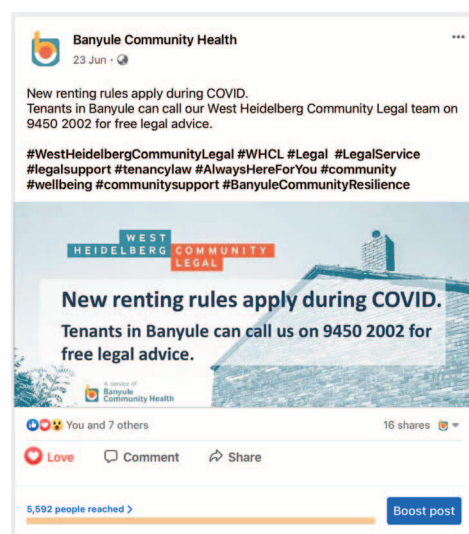 Banyule Community Health
23 Jun ·
New renting rules apply during COVID.
Tenants in Banyule can call our West Heidelberg Community Legal team on
9450 2002 for free legal advice.
#WestHeidelbergCommunityLegal #WHCL #Legal #LegalService
#legalsupport #tenancylaw #AlwaysHereForYou #community
#wellbeing #communitysupport #BanyuleCommunityResilience
WEST
HEIDELBERG COMMUNITY
LEGAL
New renting rules apply during COVID.
Tenants in Banyule can call us on 9450 2002 for
free legal advice.
A service of
Banyule
Community Health
You and 7 others 16 shares
Love Comment Share
5,592 people reached > Boost post